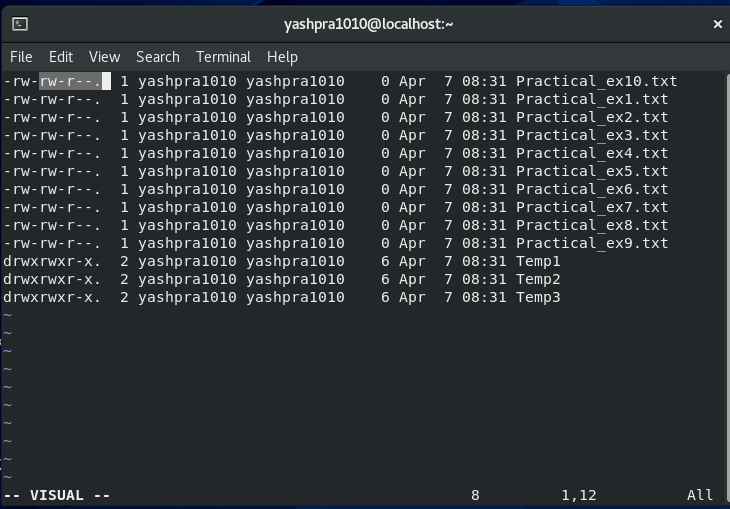 yashpra1010@localhost:~
File Edit View Search Terminal Help
-rw-rw-r--. 1 yashpra1010 yashpra1010    0 Apr  7 08:31 Practical_ex10.txt
-rw-rw-r--. 1 yashpra1010 yashpra1010    0 Apr  7 08:31 Practical_ex1.txt
-rw-rw-r--. 1 yashpra1010 yashpra1010    0 Apr  7 08:31 Practical_ex2.txt
-rw-rw-r--. 1 yashpra1010 yashpra1010    0 Apr  7 08:31 Practical_ex3.txt
-rw-rw-r--. 1 yashpra1010 yashpra1010    0 Apr  7 08:31 Practical_ex4.txt
-rw-rw-r--. 1 yashpra1010 yashpra1010    0 Apr  7 08:31 Practical_ex5.txt
-rw-rw-r--. 1 yashpra1010 yashpra1010    0 Apr  7 08:31 Practical_ex6.txt
-rw-rw-r--. 1 yashpra1010 yashpra1010    0 Apr  7 08:31 Practical_ex7.txt
-rw-rw-r--. 1 yashpra1010 yashpra1010    0 Apr  7 08:31 Practical_ex8.txt
-rw-rw-r--. 1 yashpra1010 yashpra1010    0 Apr  7 08:31 Practical_ex9.txt
drwxrwxr-x. 2 yashpra1010 yashpra1010    6 Apr  7 08:31 Temp1
drwxrwxr-x. 2 yashpra1010 yashpra1010    6 Apr  7 08:31 Temp2
drwxrwxr-x. 2 yashpra1010 yashpra1010    6 Apr  7 08:31 Temp3
~
~
~
~
~
~
~
~
~
~
-- VISUAL -- 8 1,12 All